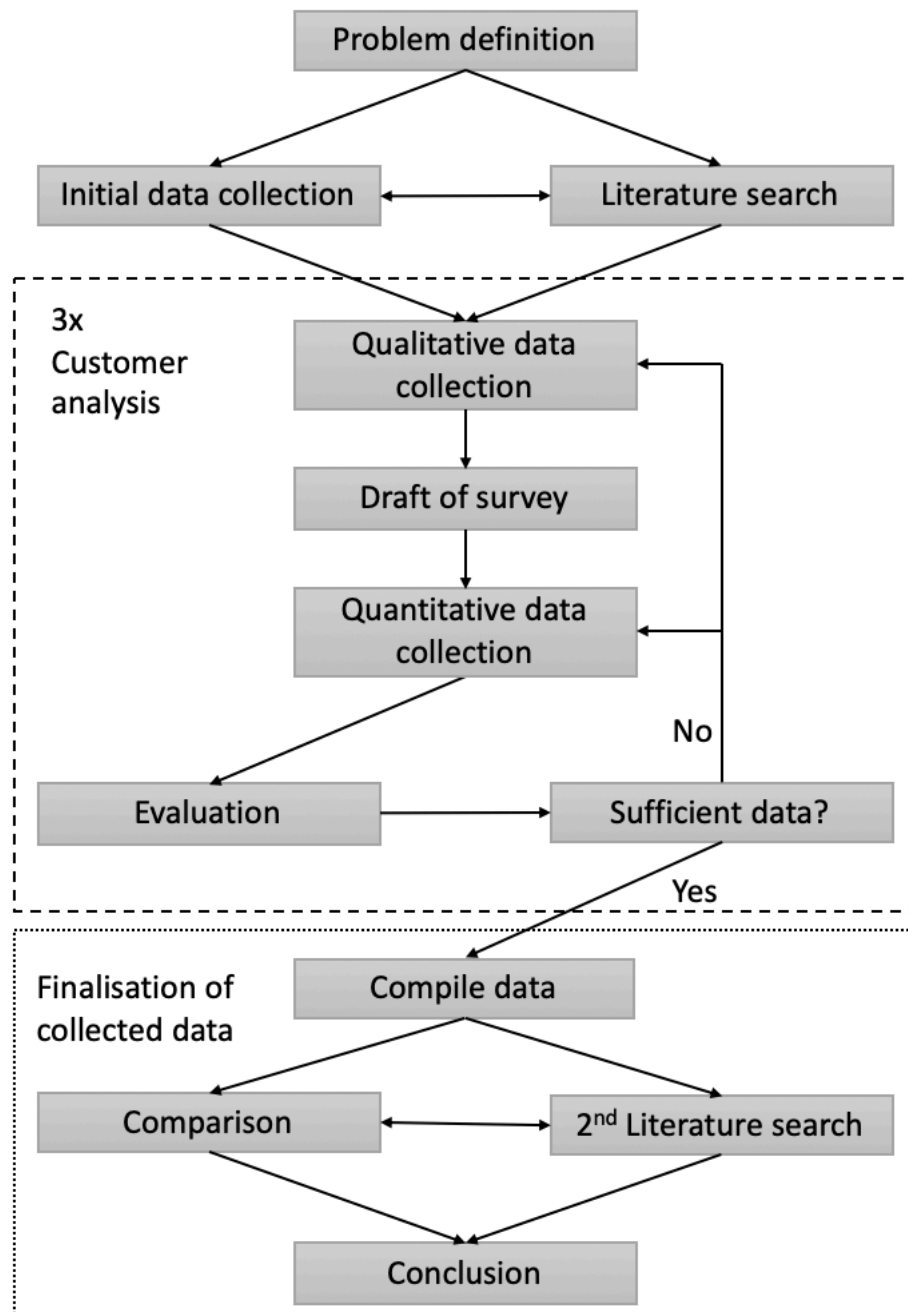 Problem definition
Initial data collection
Literature search
3x
Customer
analysis
Qualitative data
collection
Draft of survey
Quantitative data
collection
No
Evaluation
Sufficient data?
Yes
Finalisation of
collected data
Compile data
Comparison
2nd Literature search
Conclusion